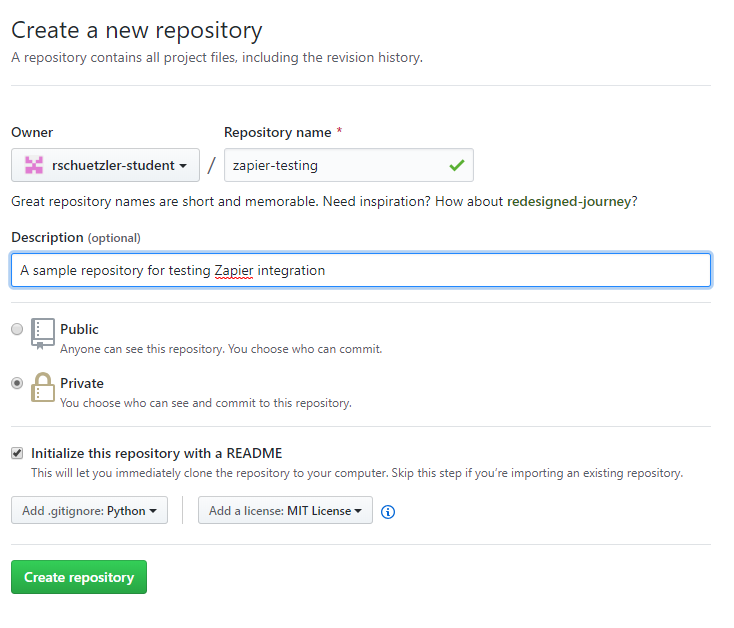 Create a new repository
A repository contains all project files, including the revision history.
Owner
Repository name *
rschuetzler-student
/
zapier-testing
Great repository names are short and memorable. Need inspiration? How about redesigned-journey?
Description (optional)
A sample repository for testing Zapier integration
Public
Anyone can see this repository. You choose who can commit.
Private
You choose who can see and commit to this repository.
Initialize this repository with a README
This will let you immediately clone the repository to your computer. Skip this step if you’re importing an existing repository.
Add .gitignore: Python
Add a license: MIT License
Create repository